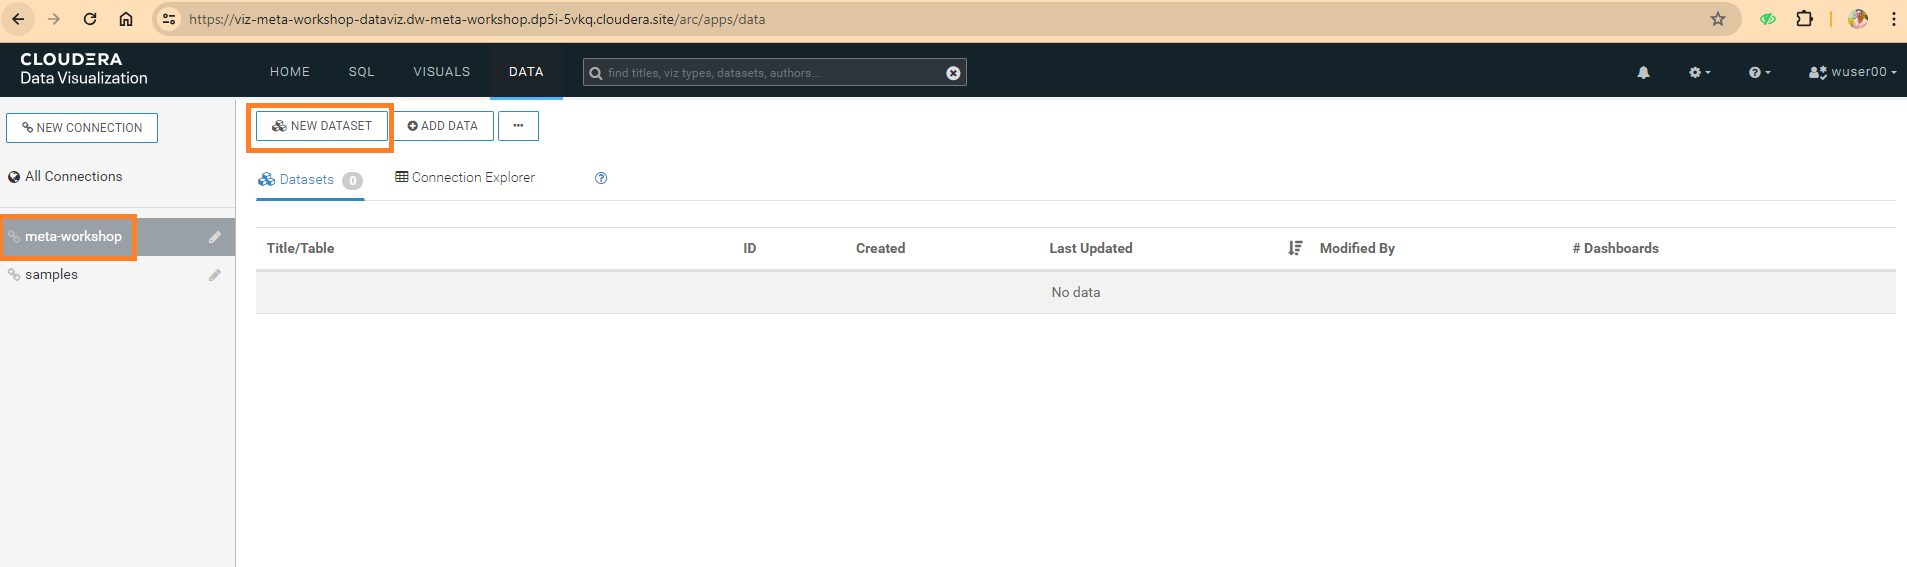 https://viz-meta-workshop-dataviz.dw-meta-workshop.dp5i-5vkq.cloudera.site/arc/apps/data
CLOUDERA
Data Visualization
HOME SQL VISUALS DATA find titles, viz types, datasets, authors... wuser00
NEW CONNECTION
NEW DATASET ADD DATA ...
All Connections
Datasets 0 Connection Explorer ?
meta-workshop
samples
Title/Table ID Created Last Updated Modified By # Dashboards
No data